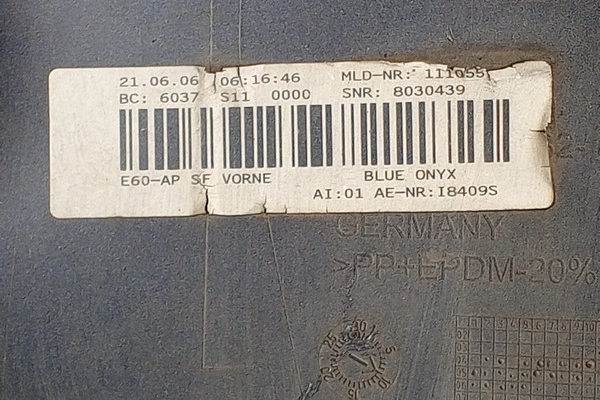 21.06.06 06:16:46 MLD-NR: 111055
BC: 6037 S11 0000 SNR: 8030439
E60-AP SF VORNE BLUE ONYX
AI:01 AE-NR:I8409S
GERMANY
>PP+EPDM-20%